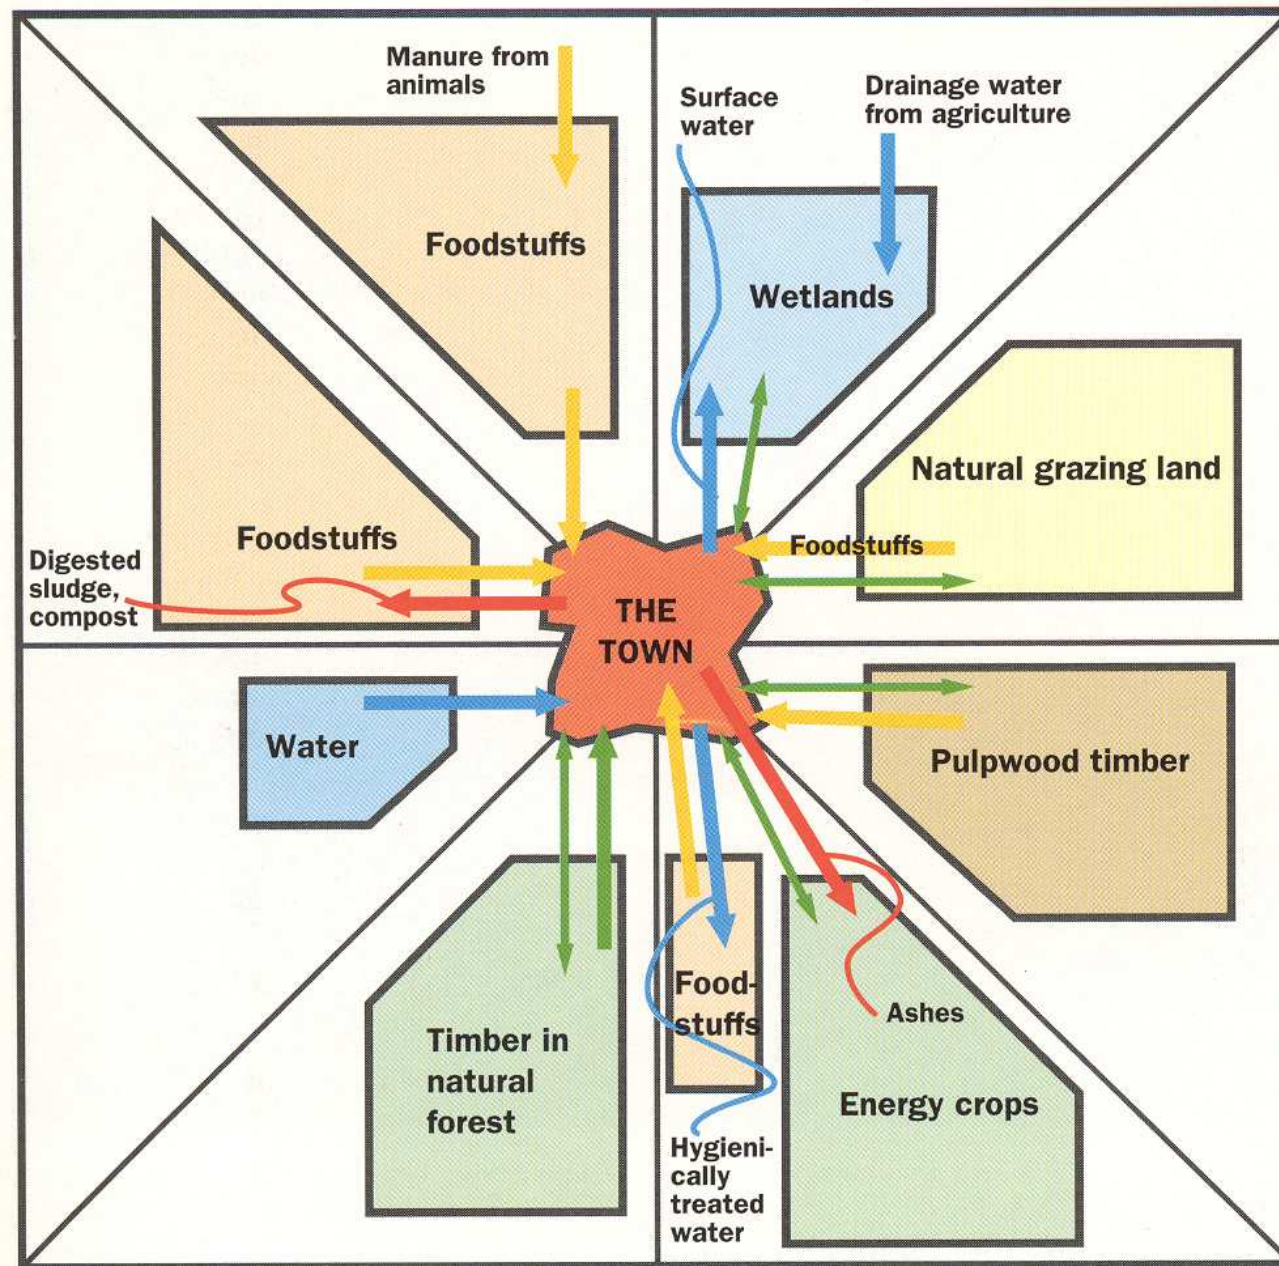 Manure from
animals
Surface
water
Drainage water
from agriculture
Foodstuffs
Wetlands
Natural grazing land
Foodstuffs
Foodstuffs
Digested
sludge,
compost
THE
TOWN
Water
Pulpwood timber
Timber in
natural
forest
Food-
stuffs
Ashes
Energy crops
Hygieni-
cally
treated
water